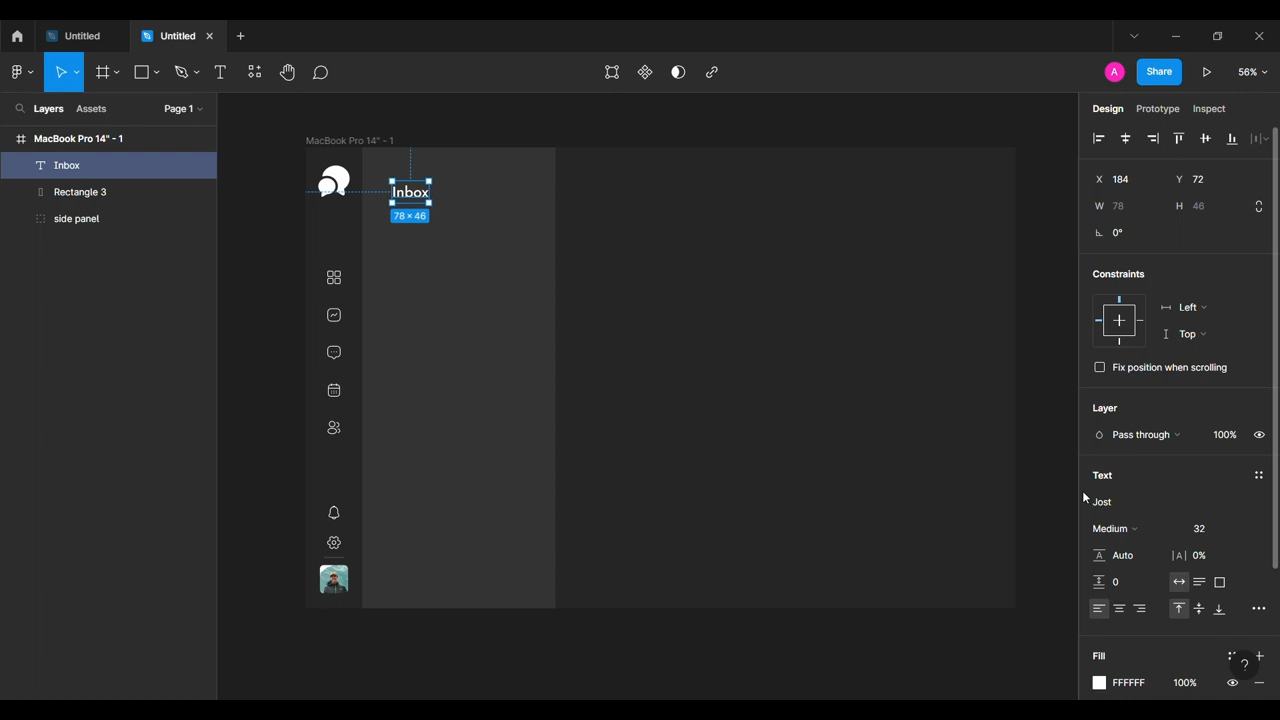 Untitled
Untitled
Share
56%
Layers
Assets
Page 1
Design
Prototype
Inspect
MacBook Pro 14" - 1
Inbox
Rectangle 3
side panel
MacBook Pro 14" - 1
Inbox
78 × 46
A
X 184
Y 72
W 78
H 46
0°
Constraints
Left
Top
Fix position when scrolling
Layer
Pass through
100%
Text
Jost
Medium
32
A Auto
|A| 0%
0
Fill
?
FFFFFF
100%